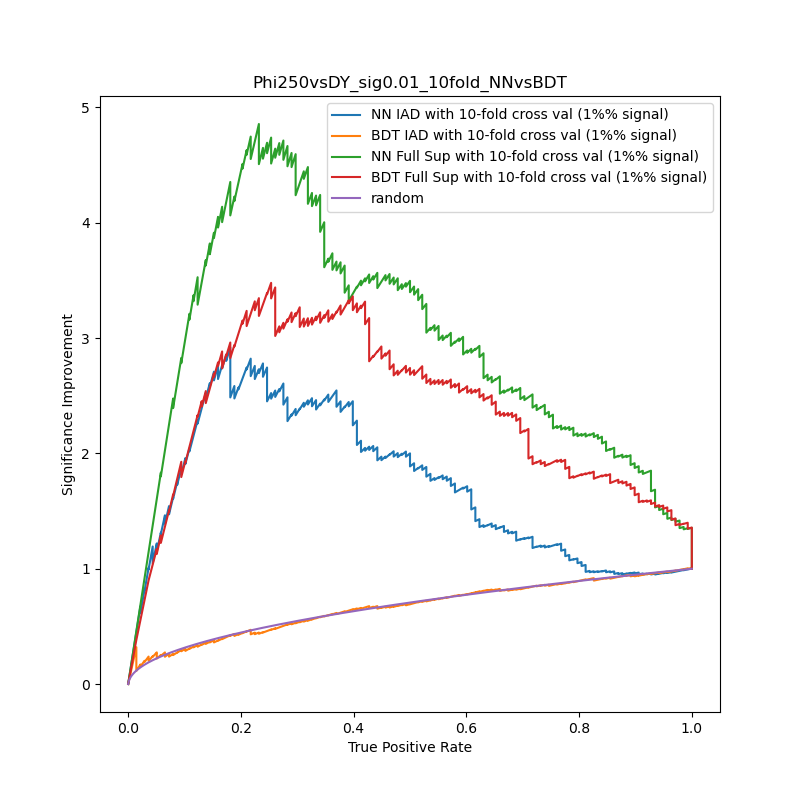 Phi250vsDY_sig0.01_10fold_NNvsBDT
NN IAD with 10-fold cross val (1%% signal)
BDT IAD with 10-fold cross val (1%% signal)
NN Full Sup with 10-fold cross val (1%% signal)
BDT Full Sup with 10-fold cross val (1%% signal)
random
Significance Improvement
5
4
3
2
1
0
0.0 0.2 0.4 0.6 0.8 1.0
True Positive Rate